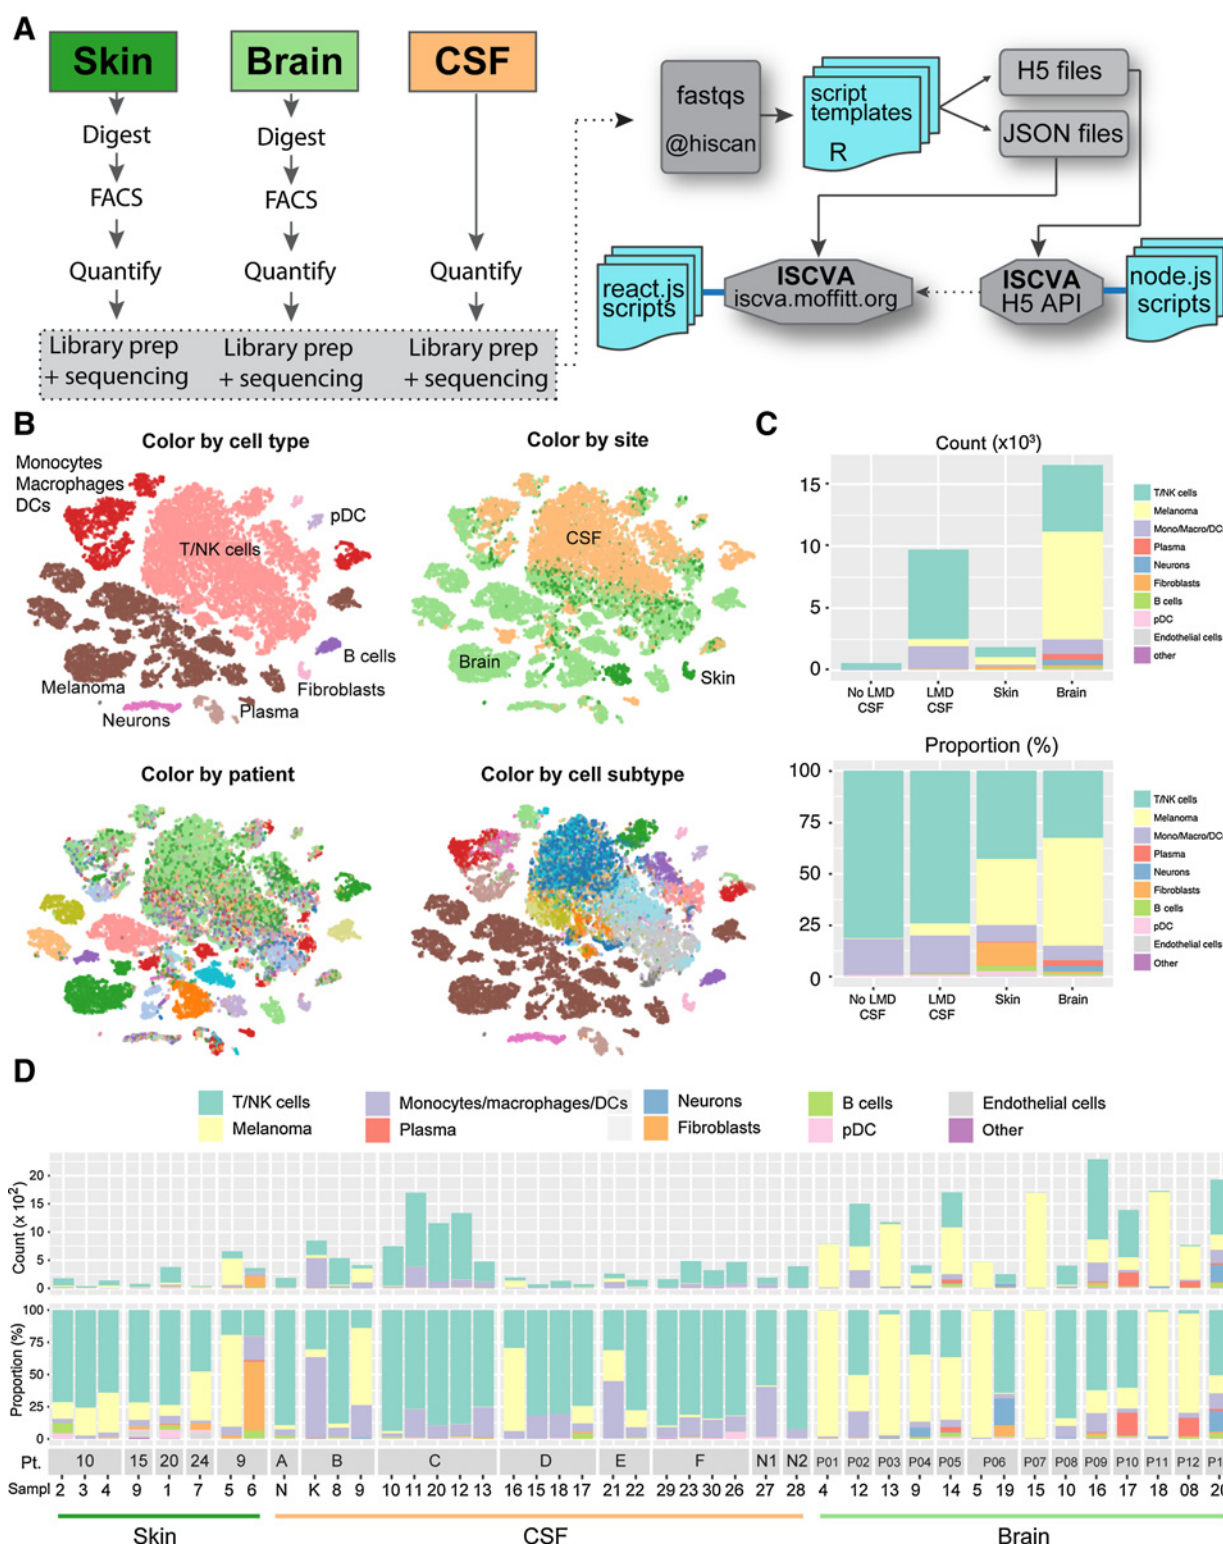 A
Skin
Brain
CSF
Digest
Digest
FACS
FACS
Quantify
Quantify
Quantify
Library prep
+ sequencing
Library prep
+ sequencing
Library prep
+ sequencing
fastqs
@hiscan
script
templates
R
H5 files
JSON files
react.js
scripts
ISCVA
iscva.moffitt.org
ISCVA
H5 API
node.js
scripts
B
Color by cell type
Monocytes
Macrophages
DCs
T/NK cells
pDC
B cells
Fibroblasts
Melanoma
Neurons
Plasma
Color by site
CSF
Brain
Skin
Color by patient
Color by cell subtype
C
Count (x10³)
15
10
5
0
No LMD
CSF
LMD
CSF
Skin
Brain
T/NK cells
Melanoma
Mono/Macro/DC
Plasma
Neurons
Fibroblasts
B cells
pDC
Endothelial cells
other
Proportion (%)
100
75
50
25
0
No LMD
CSF
LMD
CSF
Skin
Brain
T/NK cells
Melanoma
Mono/Macro/DC
Plasma
Neurons
Fibroblasts
B cells
pDC
Endothelial cells
Other
D
T/NK cells
Monocytes/macrophages/DCs
Neurons
B cells
Endothelial cells
Melanoma
Plasma
Fibroblasts
pDC
Other
Count (x 10⁻²)
20
15
10
5
0
Proportion (%)
100
75
50
25
0
Pt. 10 15 20 24 9 A B C D E F N1 N2 P01 P02 P03 P04 P05 P06 P07 P08 P09 P10 P11 P12 P1
Sampl 2 3 4 9 1 7 5 6 N K 8 9 10 11 20 12 13 16 15 18 17 21 22 29 23 30 26 27 28 4 12 13 9 14 5 19 15 10 16 17 18 08 20
Skin
CSF
Brain